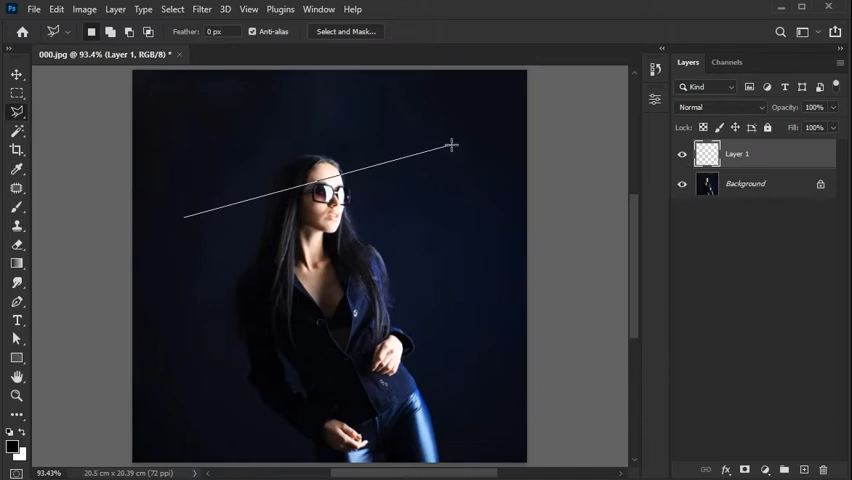 Ps File Edit Image Layer Type Select Filter 3D View Plugins Window Help
Feather: 0 px Anti-alias Select and Mask...
000.jpg @ 93.4% (Layer 1, RGB/8) *
Layers Channels
Kind
Normal Opacity: 100%
Lock: Fill: 100%
Layer 1
Background
93.43% 20.5 cm x 20.39 cm (72 ppi)